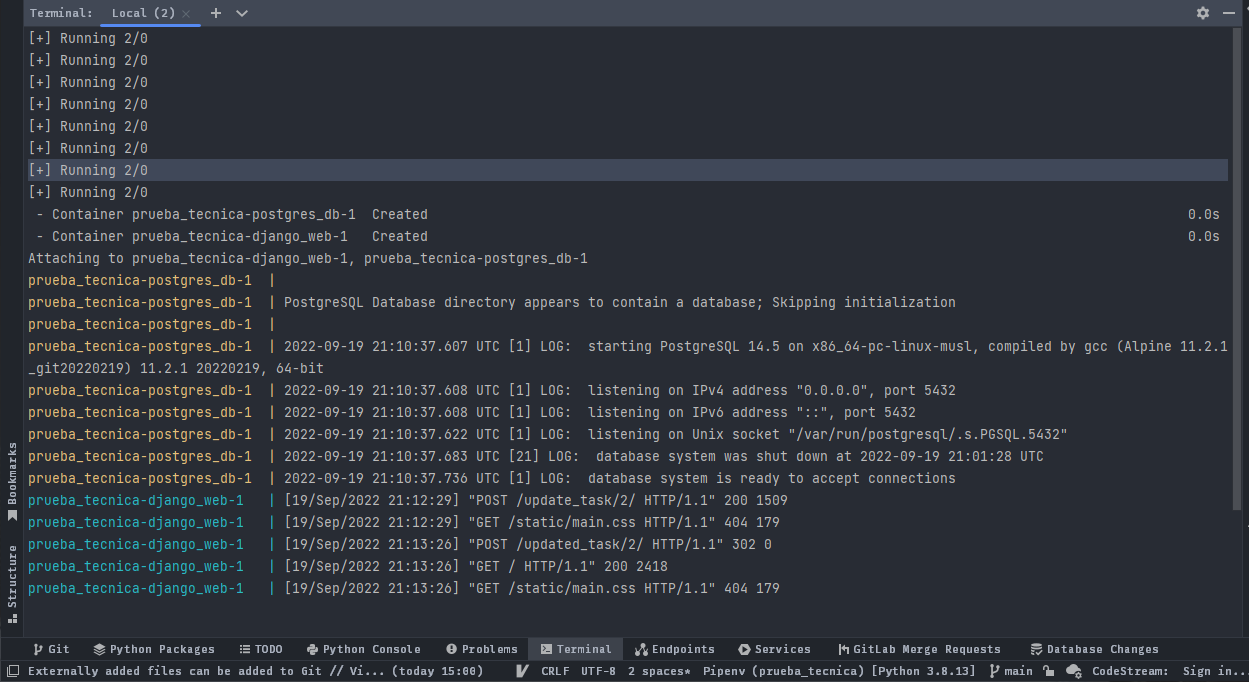 Terminal: Local (2) × +
[+] Running 2/0
[+] Running 2/0
[+] Running 2/0
[+] Running 2/0
[+] Running 2/0
[+] Running 2/0
[+] Running 2/0
[+] Running 2/0
- Container prueba_tecnica-postgres_db-1 Created 0.0s
- Container prueba_tecnica-django_web-1 Created 0.0s
Attaching to prueba_tecnica-django_web-1, prueba_tecnica-postgres_db-1
prueba_tecnica-postgres_db-1 |
prueba_tecnica-postgres_db-1 | PostgreSQL Database directory appears to contain a database; Skipping initialization
prueba_tecnica-postgres_db-1 |
prueba_tecnica-postgres_db-1 | 2022-09-19 21:10:37.607 UTC [1] LOG:  starting PostgreSQL 14.5 on x86_64-pc-linux-musl, compiled by gcc (Alpine 11.2.1
_git20220219) 11.2.1 20220219, 64-bit
prueba_tecnica-postgres_db-1 | 2022-09-19 21:10:37.608 UTC [1] LOG:  listening on IPv4 address "0.0.0.0", port 5432
prueba_tecnica-postgres_db-1 | 2022-09-19 21:10:37.608 UTC [1] LOG:  listening on IPv6 address "::", port 5432
prueba_tecnica-postgres_db-1 | 2022-09-19 21:10:37.622 UTC [1] LOG:  listening on Unix socket "/var/run/postgresql/.s.PGSQL.5432"
prueba_tecnica-postgres_db-1 | 2022-09-19 21:10:37.683 UTC [21] LOG:  database system was shut down at 2022-09-19 21:01:28 UTC
prueba_tecnica-postgres_db-1 | 2022-09-19 21:10:37.736 UTC [1] LOG:  database system is ready to accept connections
prueba_tecnica-django_web-1 | [19/Sep/2022 21:12:29] "POST /update_task/2/ HTTP/1.1" 200 1509
prueba_tecnica-django_web-1 | [19/Sep/2022 21:12:29] "GET /static/main.css HTTP/1.1" 404 179
prueba_tecnica-django_web-1 | [19/Sep/2022 21:13:26] "POST /updated_task/2/ HTTP/1.1" 302 0
prueba_tecnica-django_web-1 | [19/Sep/2022 21:13:26] "GET / HTTP/1.1" 200 2418
prueba_tecnica-django_web-1 | [19/Sep/2022 21:13:26] "GET /static/main.css HTTP/1.1" 404 179
Bookmarks
Structure
Git Python Packages TODO Python Console Problems Terminal Endpoints Services GitLab Merge Requests Database Changes
Externally added files can be added to Git // Vi... (today 15:00) CRLF UTF-8 2 spaces* Pipenv (prueba_tecnica) [Python 3.8.13] main CodeStream: Sign in...